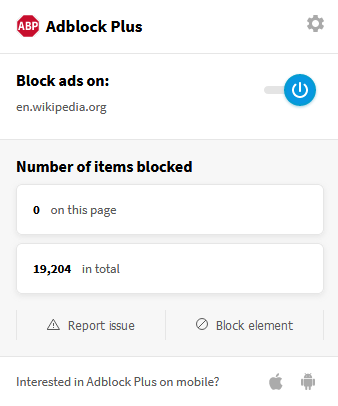 ABP Adblock Plus
Block ads on:
en.wikipedia.org
Number of items blocked
0 on this page
19,204 in total
Report issue Block element
Interested in Adblock Plus on mobile?